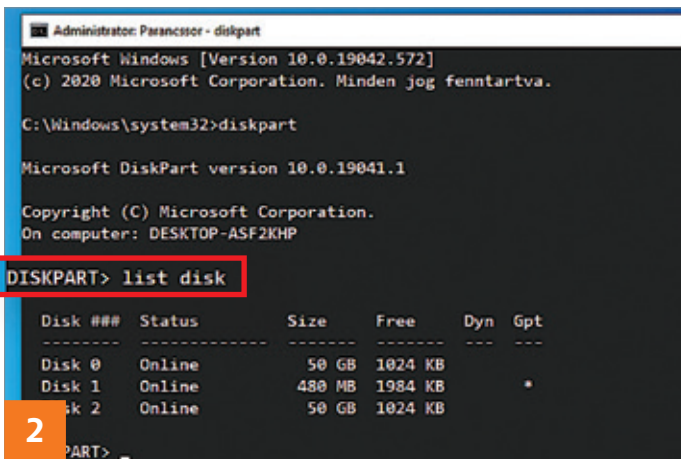 Administrator: Parancssor - diskpart
Microsoft Windows [Version 10.0.19042.572]
(c) 2020 Microsoft Corporation. Minden jog fenntartva.
C:\Windows\system32>diskpart
Microsoft DiskPart version 10.0.19041.1
Copyright (C) Microsoft Corporation.
On computer: DESKTOP-ASF2KHP
DISKPART> list disk
Disk ### Status Size Free Dyn Gpt
-------- ------------- ------- ------- --- ---
Disk 0 Online 50 GB 1024 KB
Disk 1 Online 480 MB 1984 KB *
sk 2 Online 50 GB 1024 KB
2
PART> _